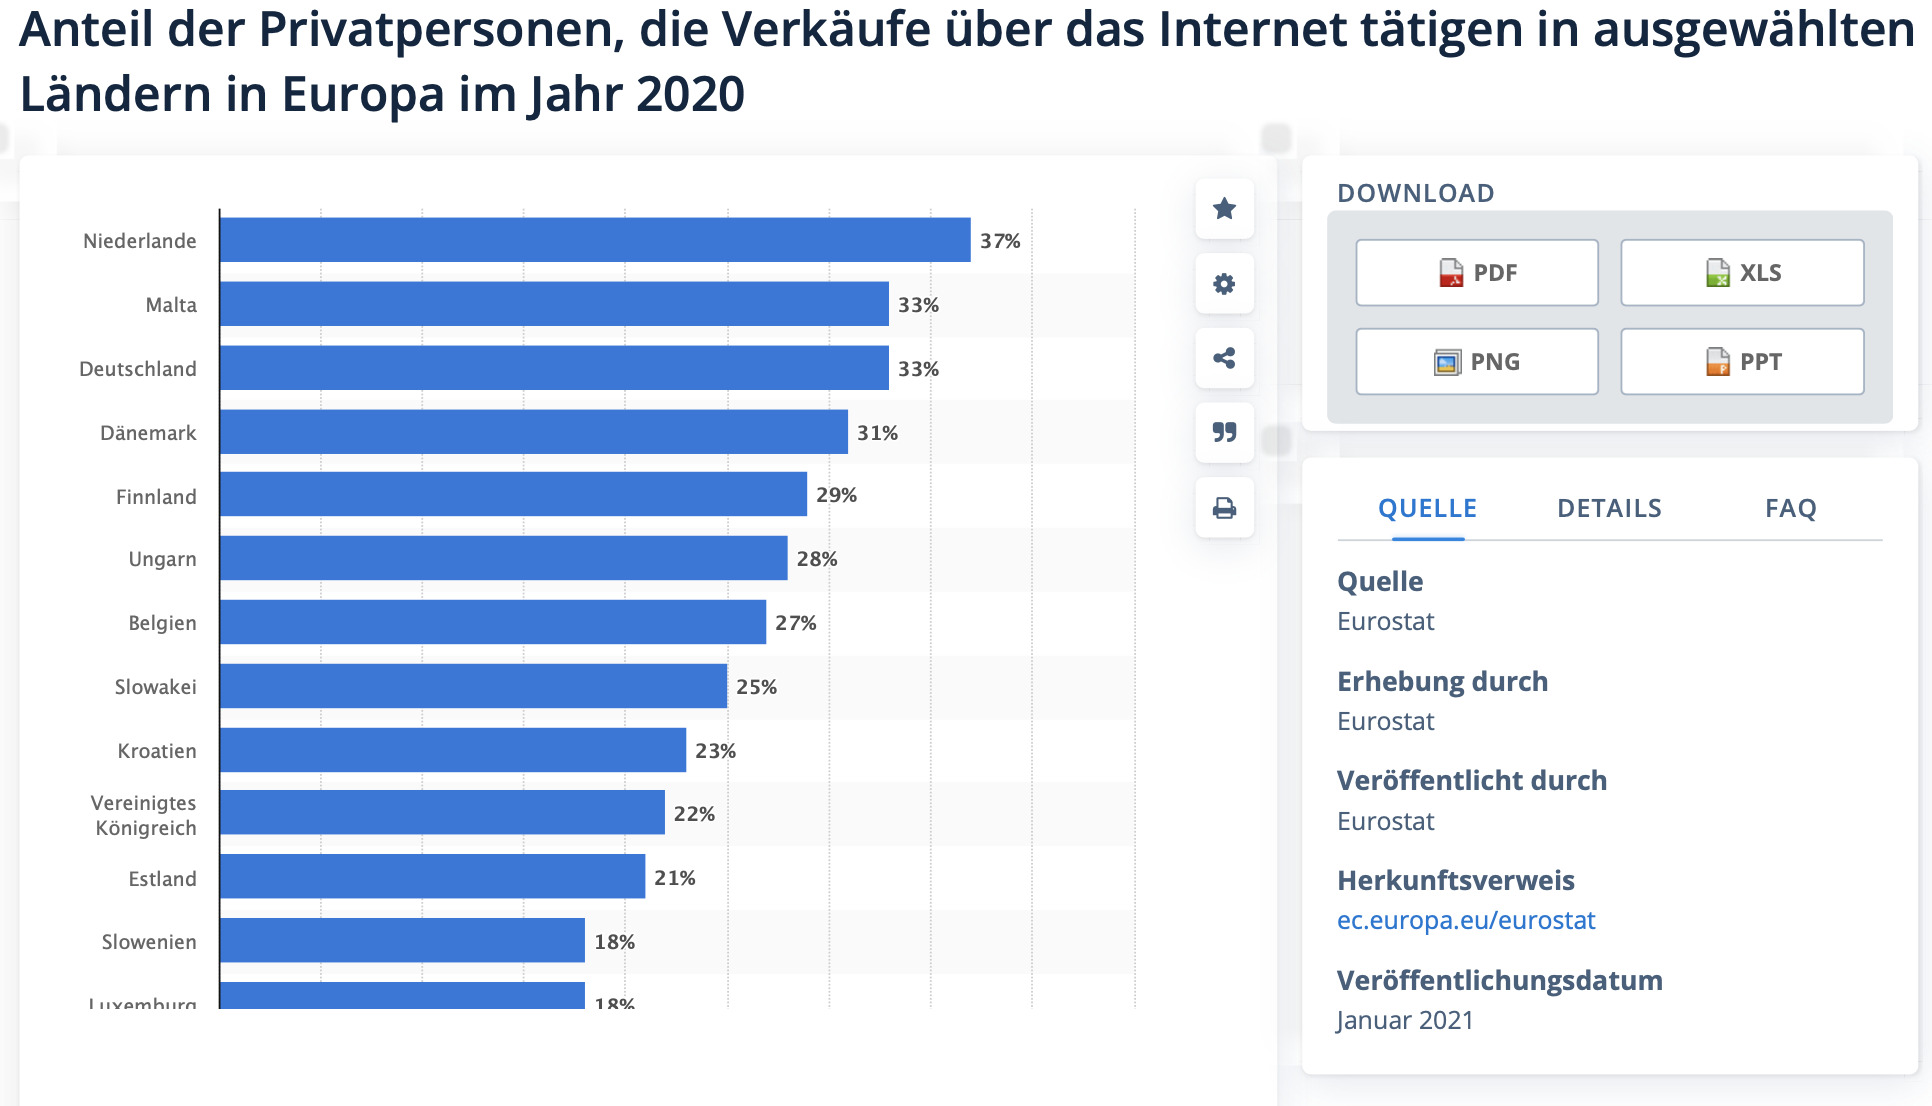 Anteil der Privatpersonen, die Verkäufe über das Internet tätigen in ausgewählten
Ländern in Europa im Jahr 2020
Niederlande 37%
Malta 33%
Deutschland 33%
Dänemark 31%
Finnland 29%
Ungarn 28%
Belgien 27%
Slowakei 25%
Kroatien 23%
Vereinigtes
Königreich 22%
Estland 21%
Slowenien 18%
Luxemburg 18%
DOWNLOAD
PDF XLS
PNG PPT
QUELLE DETAILS FAQ
Quelle
Eurostat
Erhebung durch
Eurostat
Veröffentlicht durch
Eurostat
Herkunftsverweis
ec.europa.eu/eurostat
Veröffentlichungsdatum
Januar 2021